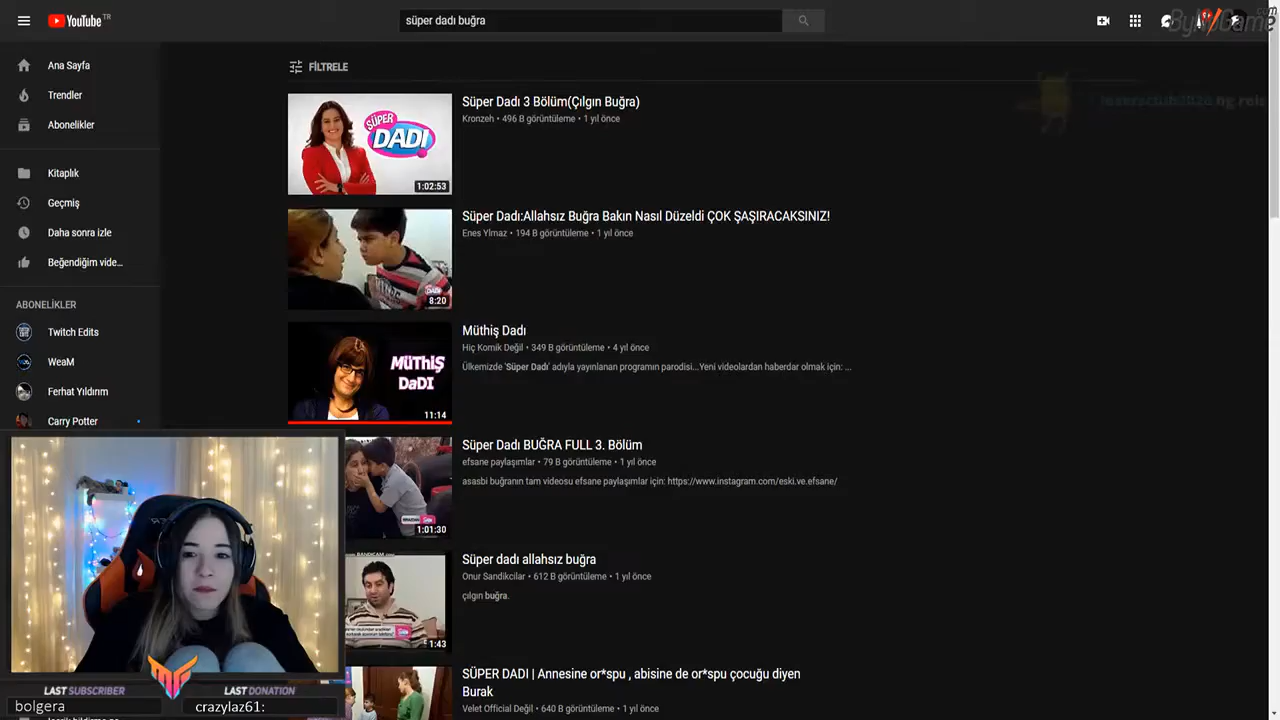 YouTube TR
süper dadı buğra
ByNoGame.com
Ana Sayfa
Trendler
Abonelikler
Kitaplık
Geçmiş
Daha sonra izle
Beğendiğim vide...
ABONELİKLER
Twitch Edits
WeaM
Ferhat Yıldırım
Carry Potter
FİLTRELE
SÜPER
DADI
1:02:53
Süper Dadı 3 Bölüm(Çılgın Buğra)
Kronzeh • 496 B görüntüleme • 1 yıl önce
8:20
Süper Dadı:Allahsız Buğra Bakın Nasıl Düzeldi ÇOK ŞAŞIRACAKSINIZ!
Enes Ylmaz • 194 B görüntüleme • 1 yıl önce
MÜTHİŞ
DaDI
11:14
Müthiş Dadı
Hiç Komik Değil • 349 B görüntüleme • 4 yıl önce
Ülkemizde 'Süper Dadı' adıyla yayınlanan programın parodisi...Yeni videolardan haberdar olmak için: ...
1:01:30
Süper Dadı BUĞRA FULL 3. Bölüm
efsane paylaşımlar • 79 B görüntüleme • 1 yıl önce
asasbi buğranın tam videosu efsane paylaşımlar için: https://www.instagram.com/eski.ve.efsane/
1:43
Süper dadı allahsız buğra
Onur Sandikcilar • 612 B görüntüleme • 1 yıl önce
çılgın buğra.
SÜPER DADI | Annesine or*spu , abisine de or*spu çocuğu diyen
Burak
Velet Official Değil • 640 B görüntüleme • 1 yıl önce
LAST SUBSCRIBER
bolgera
LAST DONATION
crazylaz61: